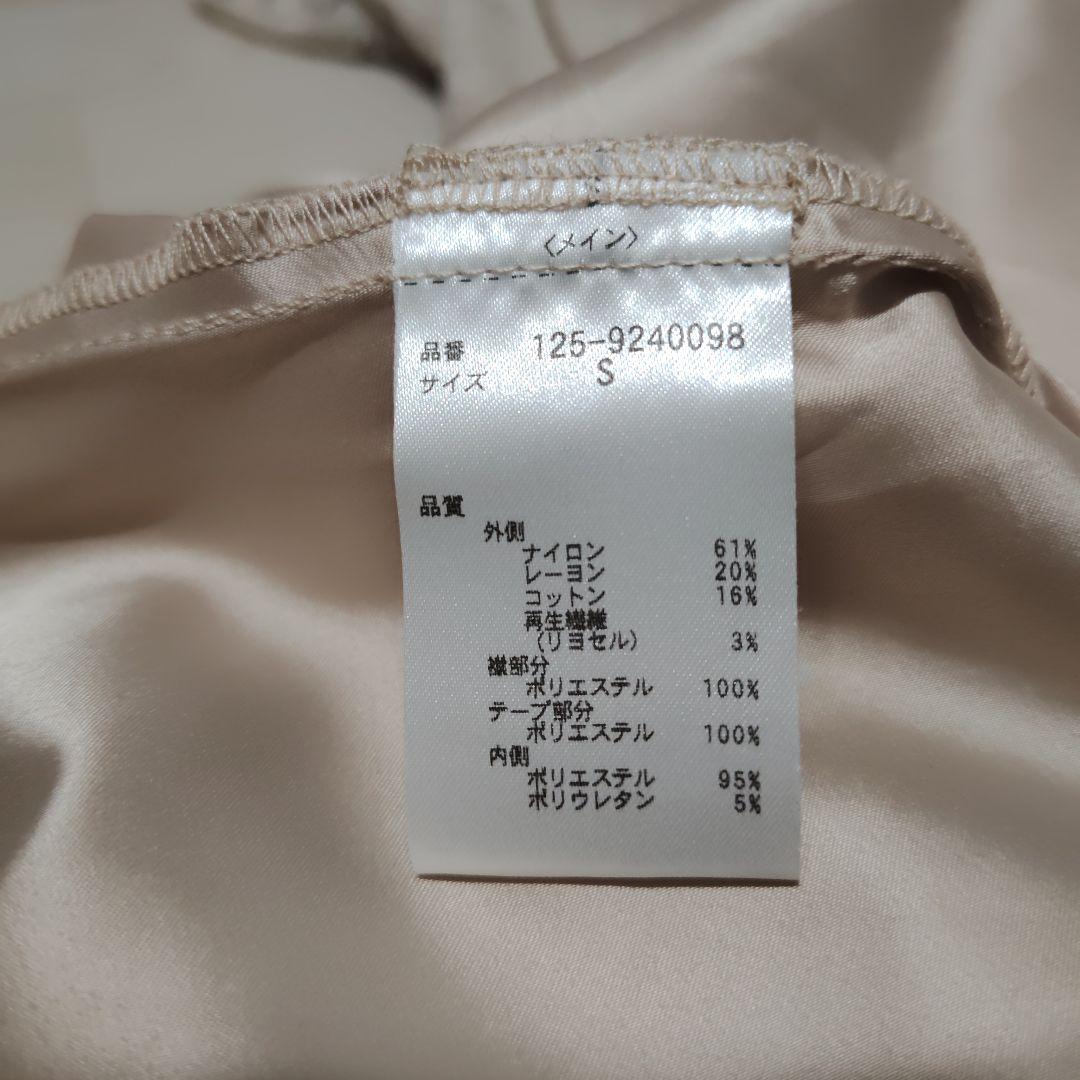 〈メイン〉
品番 125-9240098
サイズ S
品質
外側
ナイロン 61%
レーヨン 20%
コットン 16%
再生繊維
(リヨセル) 3%
襟部分
ポリエステル 100%
テープ部分
ポリエステル 100%
内側
ポリエステル 95%
ポリウレタン 5%